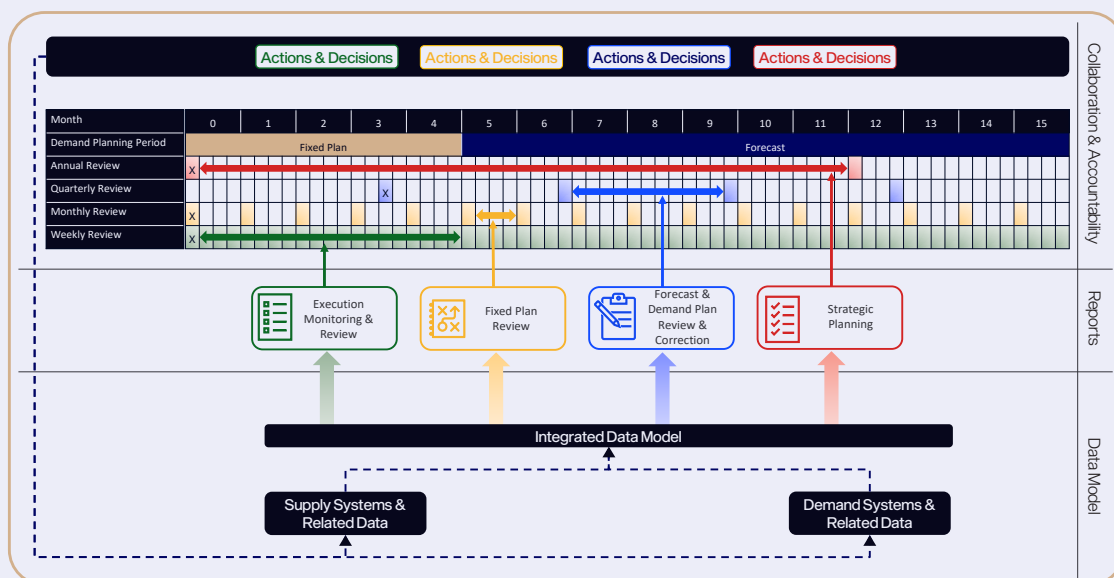 Actions & Decisions
Actions & Decisions
Actions & Decisions
Actions & Decisions
Collaboration & Accountability
Month
0 1 2 3 4 5 6 7 8 9 10 11 12 13 14 15
Demand Planning Period
Fixed Plan
Forecast
Annual Review
X
Quarterly Review
X
Monthly Review
X
Weekly Review
X
Execution
Monitoring &
Review
Fixed Plan
Review
Forecast &
Demand Plan
Review &
Correction
Strategic
Planning
Reports
Integrated Data Model
Supply Systems &
Related Data
Demand Systems &
Related Data
Data Model